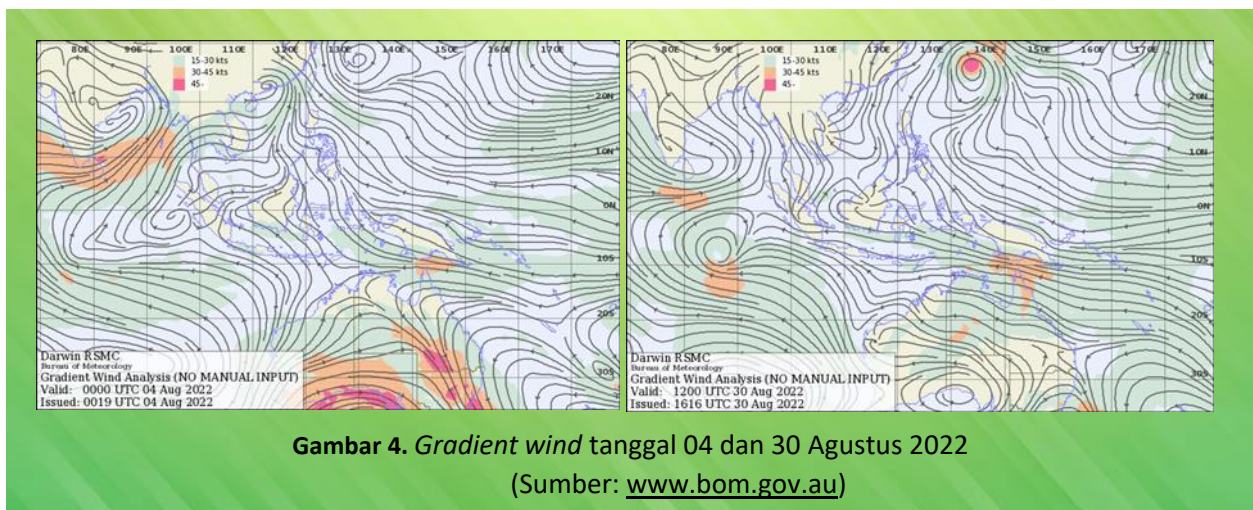 80E 90E 100E 110E 120E 130E 140E 150E 160E 170E
15-30 kts
30-45 kts
45-
20N
10N
0N
10S
20S
30S
Darwin RSMC
Bureau of Meteorology
Gradient Wind Analysis (NO MANUAL INPUT)
Valid: 0000 UTC 04 Aug 2022
Issued: 0019 UTC 04 Aug 2022
80E 90E 100E 110E 120E 130E 140E 150E 160E 170E
15-30 kts
30-45 kts
45-
20N
10N
0N
10S
20S
30S
Darwin RSMC
Bureau of Meteorology
Gradient Wind Analysis (NO MANUAL INPUT)
Valid: 1200 UTC 30 Aug 2022
Issued: 1616 UTC 30 Aug 2022
Gambar 4. Gradient wind tanggal 04 dan 30 Agustus 2022
(Sumber: www.bom.gov.au)